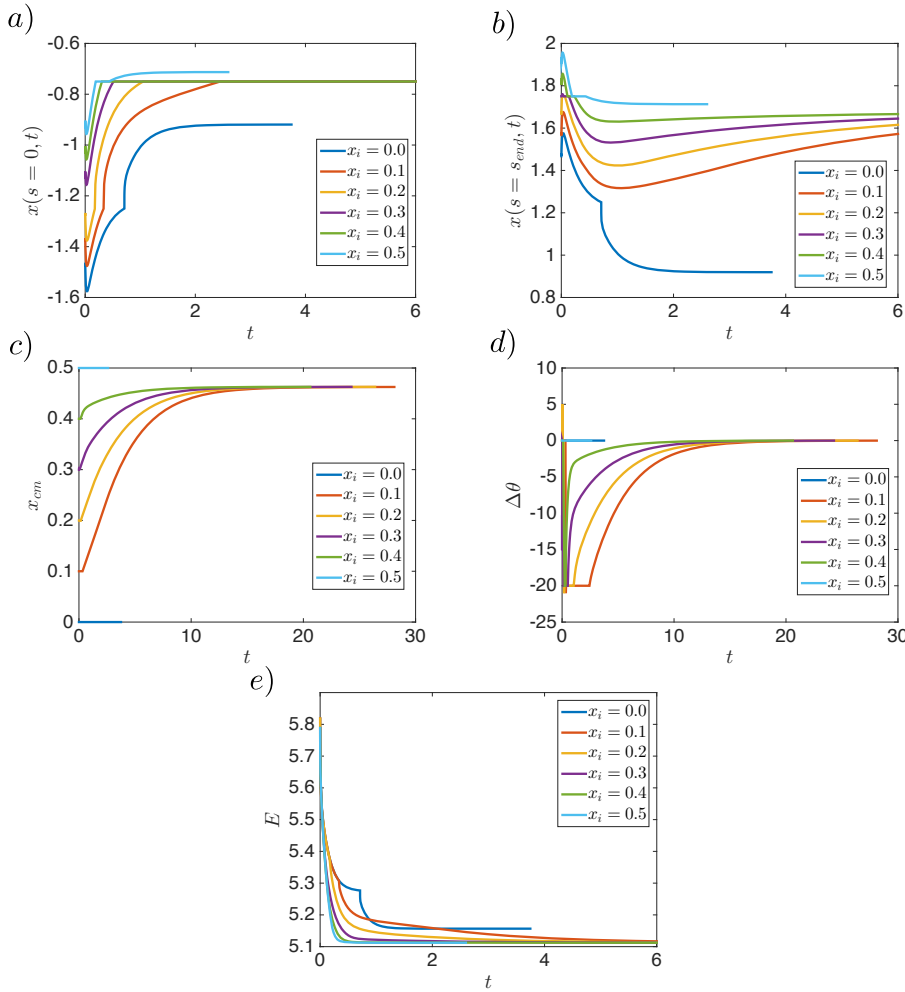 a)
-0.6
-0.8
-1
-1.2
-1.4
-1.6
0
2
4
6
x(s = 0, t)
t
x_i = 0.0
x_i = 0.1
x_i = 0.2
x_i = 0.3
x_i = 0.4
x_i = 0.5
b)
2
1.8
1.6
1.4
1.2
1
0.8
0
2
4
6
x(s = s_{end}, t)
t
x_i = 0.0
x_i = 0.1
x_i = 0.2
x_i = 0.3
x_i = 0.4
x_i = 0.5
c)
0.5
0.4
0.3
0.2
0.1
0
0
10
20
30
x_{cm}
t
x_i = 0.0
x_i = 0.1
x_i = 0.2
x_i = 0.3
x_i = 0.4
x_i = 0.5
d)
10
5
0
-5
-10
-15
-20
-25
0
10
20
30
Δθ
t
x_i = 0.0
x_i = 0.1
x_i = 0.2
x_i = 0.3
x_i = 0.4
x_i = 0.5
e)
5.8
5.7
5.6
5.5
5.4
5.3
5.2
5.1
0
2
4
6
E
t
x_i = 0.0
x_i = 0.1
x_i = 0.2
x_i = 0.3
x_i = 0.4
x_i = 0.5